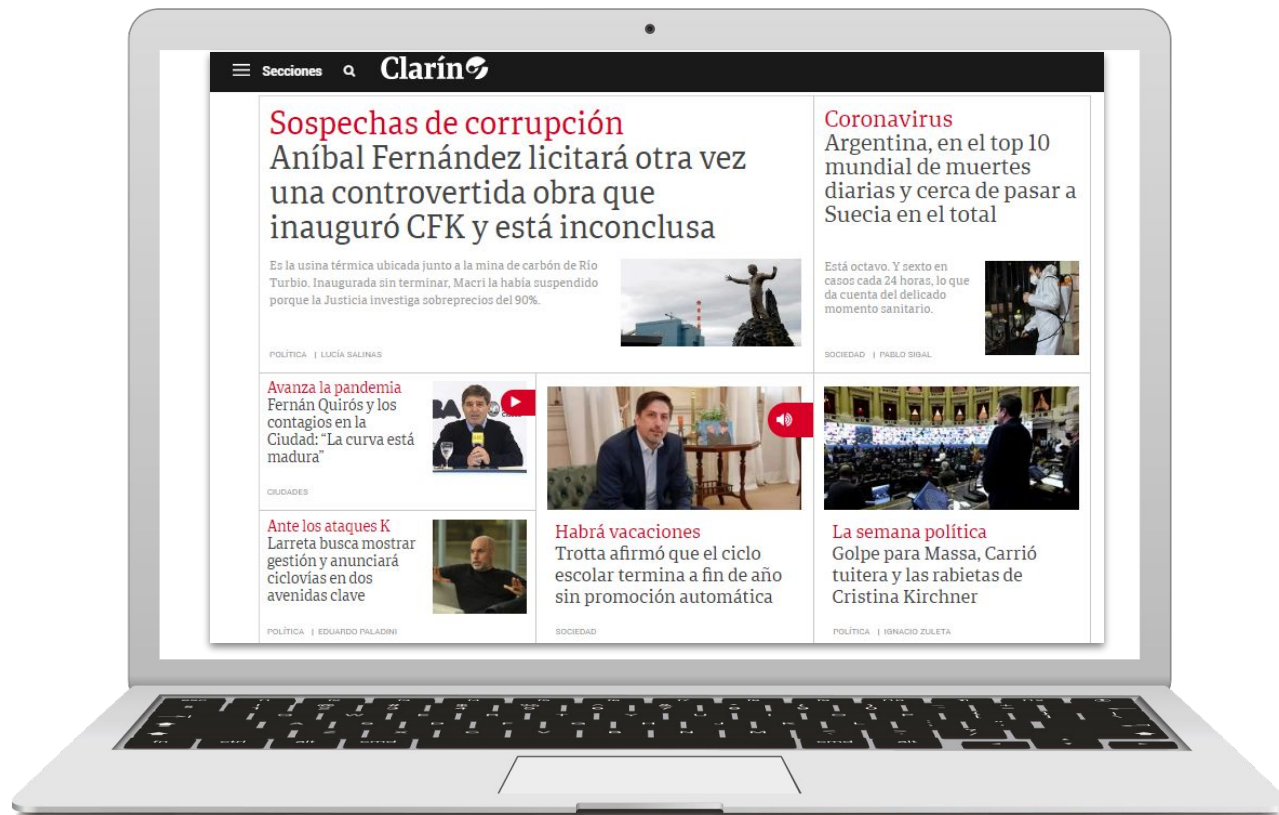 Secciones
Clarín
Sospechas de corrupción
Aníbal Fernández licitará otra vez
una controvertida obra que
inauguró CFK y está inconclusa
Es la usina térmica ubicada junto a la mina de carbón de Río
Turbio. Inaugurada sin terminar, Macri la había suspendido
porque la Justicia investiga sobreprecios del 90%.
POLÍTICA | LUCÍA SALINAS
Coronavirus
Argentina, en el top 10
mundial de muertes
diarias y cerca de pasar a
Suecia en el total
Está octavo. Y sexto en
casos cada 24 horas, lo que
da cuenta del delicado
momento sanitario.
SOCIEDAD | PABLO SIGAL
Avanza la pandemia
Fernán Quirós y los
contagios en la
Ciudad: “La curva está
madura”
CIUDADES
Ante los ataques K
Larreta busca mostrar
gestión y anunciará
ciclovías en dos
avenidas clave
POLÍTICA | EDUARDO PALADINI
Habrá vacaciones
Trotta afirmó que el ciclo
escolar termina a fin de año
sin promoción automática
SOCIEDAD
La semana política
Golpe para Massa, Carrió
tuitera y las rabietas de
Cristina Kirchner
POLÍTICA | IGNACIO ZULETA